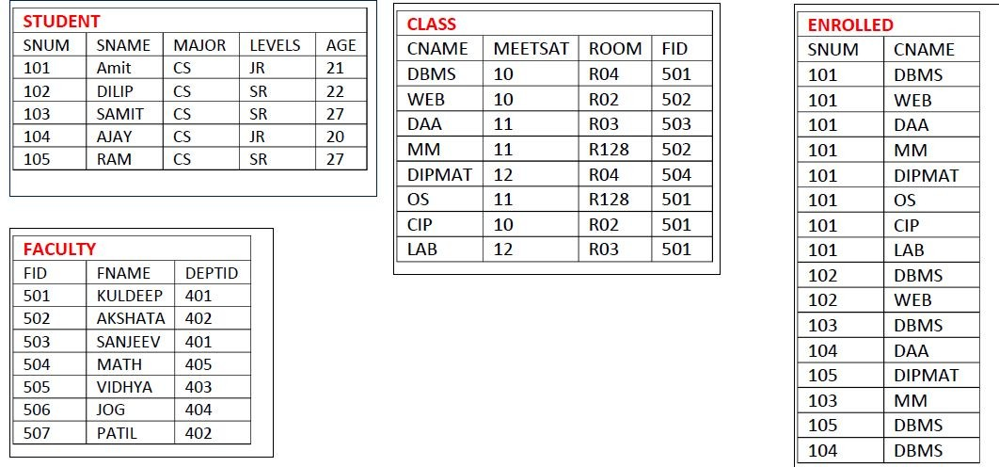 STUDENT
SNUM SNAME MAJOR LEVELS AGE
101 Amit CS JR 21
102 DILIP CS SR 22
103 SAMIT CS SR 27
104 AJAY CS JR 20
105 RAM CS SR 27
FACULTY
FID FNAME DEPTID
501 KULDEEP 401
502 AKSHATA 402
503 SANJEEV 401
504 MATH 405
505 VIDHYA 403
506 JOG 404
507 PATIL 402
CLASS
CNAME MEETSAT ROOM FID
DBMS 10 R04 501
WEB 10 R02 502
DAA 11 R03 503
MM 11 R128 502
DIPMAT 12 R04 504
OS 11 R128 501
CIP 10 R02 501
LAB 12 R03 501
ENROLLED
SNUM CNAME
101 DBMS
101 WEB
101 DAA
101 MM
101 DIPMAT
101 OS
101 CIP
101 LAB
102 DBMS
102 WEB
103 DBMS
104 DAA
105 DIPMAT
103 MM
105 DBMS
104 DBMS